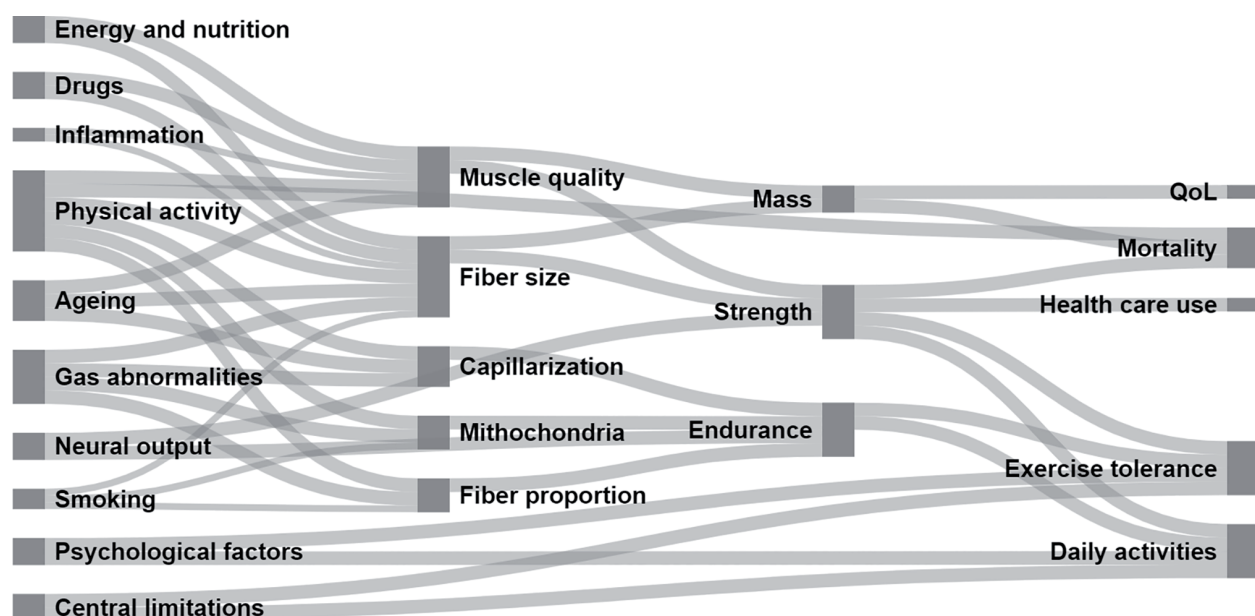 Energy and nutrition
Drugs
Inflammation
Physical activity
Ageing
Gas abnormalities
Neural output
Smoking
Psychological factors
Central limitations
Muscle quality
Fiber size
Capillarization
Mithochondria
Fiber proportion
Mass
Strength
Endurance
QoL
Mortality
Health care use
Exercise tolerance
Daily activities